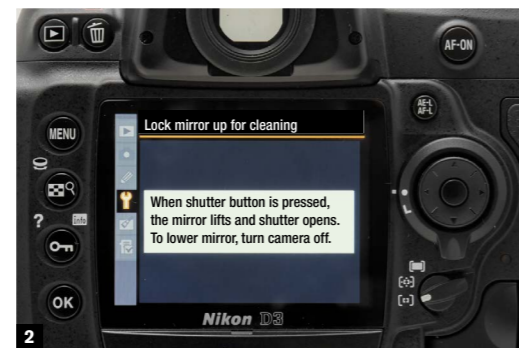 AF-ON
AE-L
AF-L
MENU
Lock mirror up for cleaning
When shutter button is pressed,
the mirror lifts and shutter opens.
To lower mirror, turn camera off.
? info
L
OK
Nikon D3
2